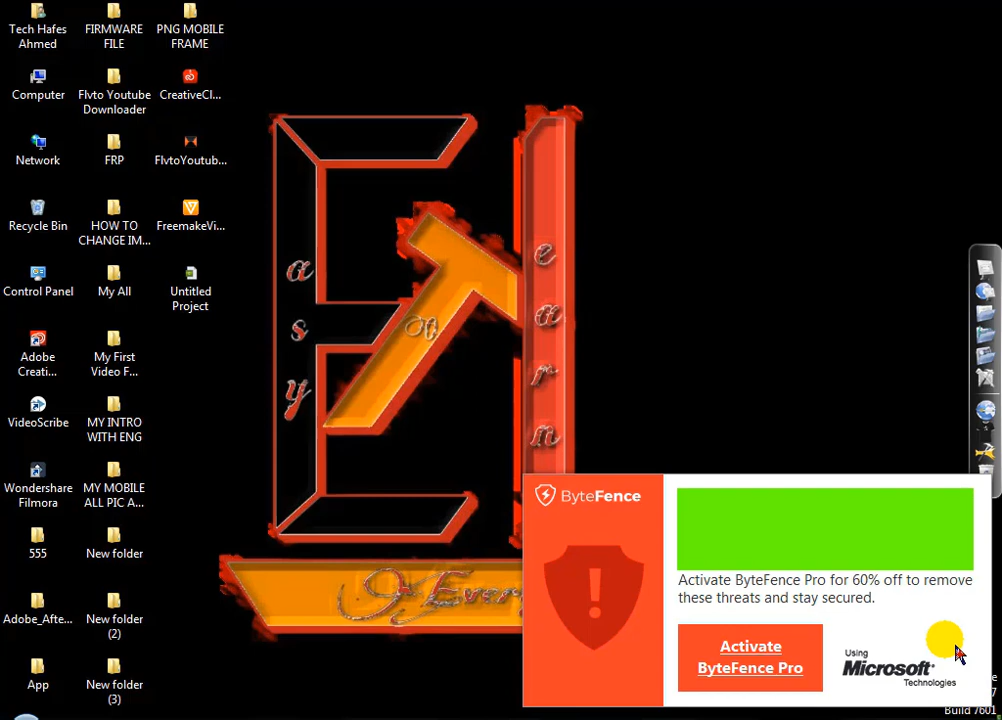 Tech Hafes
Ahmed
FIRMWARE
FILE
PNG MOBILE
FRAME
Computer
Flvto Youtube
Downloader
CreativeCl...
Network
FRP
FlvtoYoutub...
Recycle Bin
HOW TO
CHANGE IM...
FreemakeVi...
Control Panel
My All
Untitled
Project
Adobe
Creati...
My First
Video F...
VideoScribe
MY INTRO
WITH ENG
Wondershare
Filmora
MY MOBILE
ALL PIC A...
555
New folder
Adobe_Afte...
New folder
(2)
App
New folder
(3)
a
s
y
e
a
r
n
ByteFence
Activate ByteFence Pro for 60% off to remove
these threats and stay secured.
Activate
ByteFence Pro
Using
Microsoft
Technologies
Build 7601